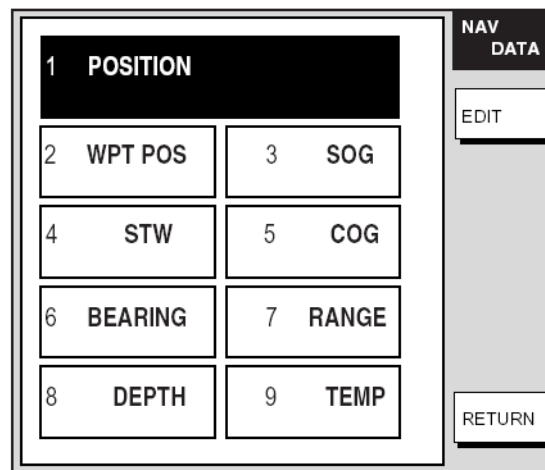 1 POSITION
2 WPT POS
3 SOG
4 STW
5 COG
6 BEARING
7 RANGE
8 DEPTH
9 TEMP
NAV
DATA
EDIT
RETURN